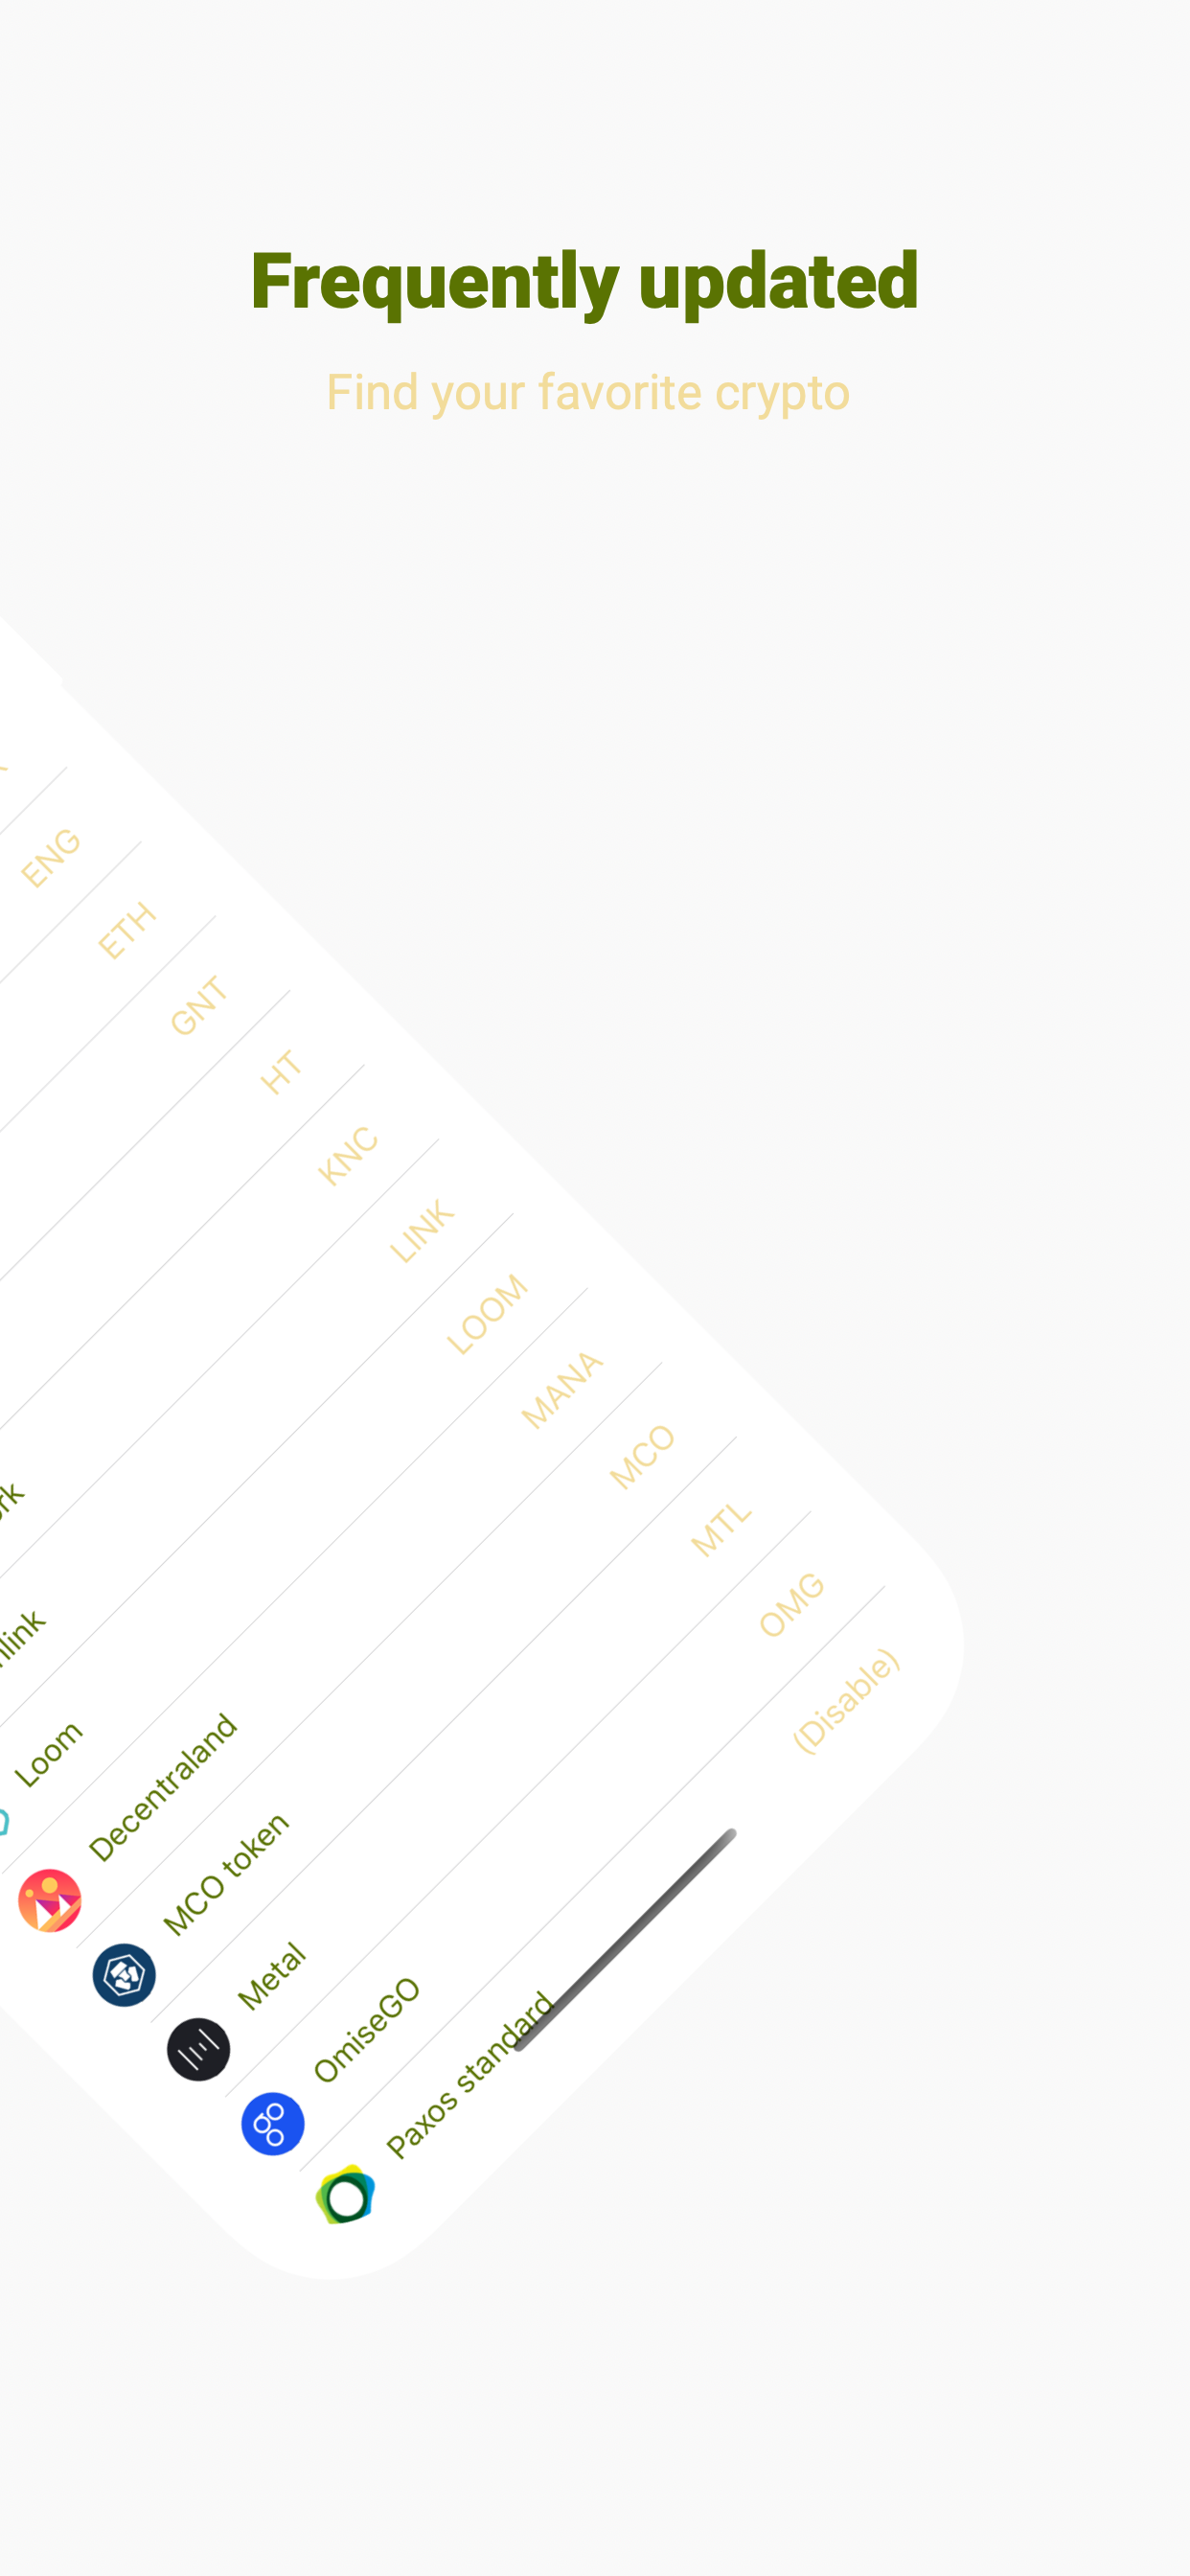 Frequently updated
Find your favorite crypto
ENG
ETH
GNT
HT
KNC
LINK
Loom LOOM
Decentraland MANA
MCO token MCO
Metal MTL
OmiseGO OMG
Paxos standard (Disable)